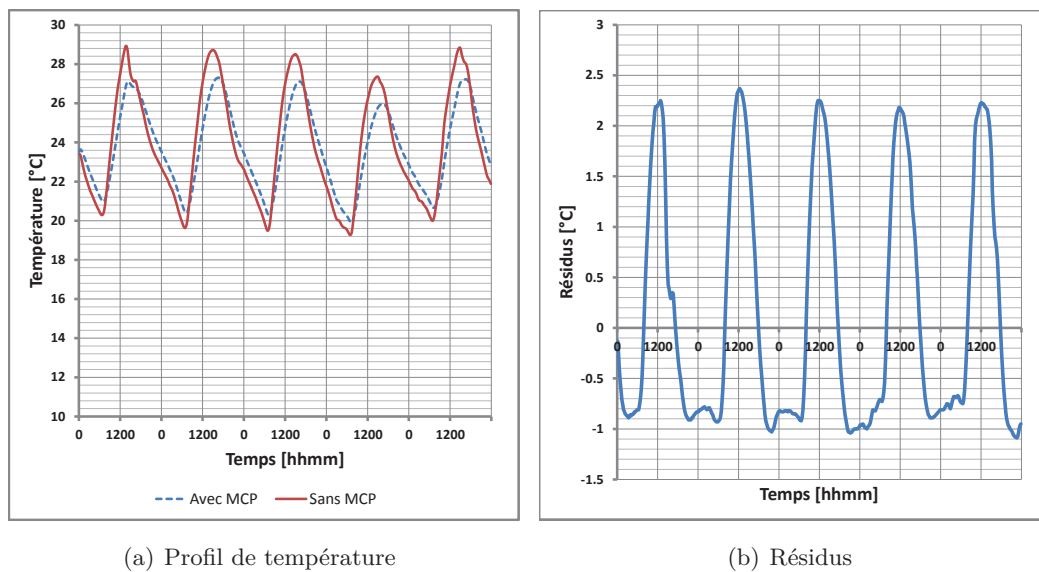 30
28
26
24
22
20
18
16
14
12
10
Température [°C]
0 1200 0 1200 0 1200 0 1200 0 1200
Temps [hhmm]
Avec MCP Sans MCP
3
2.5
2
1.5
1
0.5
0
-0.5
-1
-1.5
Résidus [°C]
0 1200 0 1200 0 1200 0 1200 0 1200
Temps [hhmm]
(a) Profil de température
(b) Résidus